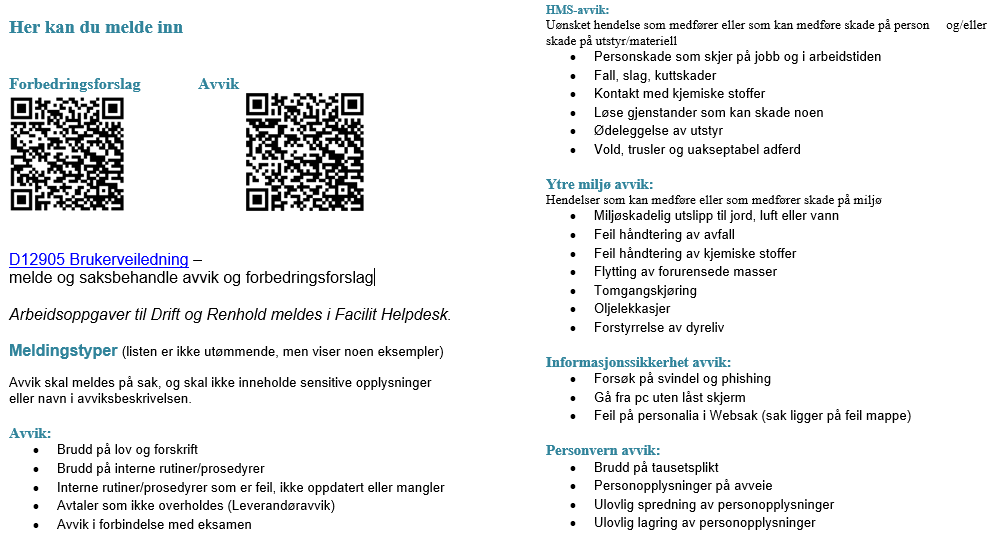 Her kan du melde inn
Forbedringsforslag
Avvik
D12905 Brukerveiledning –
melde og saksbehandle avvik og forbedringsforslag
Arbeidsoppgaver til Drift og Renhold meldes i Facilit Helpdesk.
Meldingstyper (listen er ikke utømmende, men viser noen eksempler)
Avvik skal meldes på sak, og skal ikke inneholde sensitive opplysninger
eller navn i avviksbeskrivelsen.
Avvik:
• Brudd på lov og forskrift
• Brudd på interne rutiner/prosedyrer
• Interne rutiner/prosedyrer som er feil, ikke oppdatert eller mangler
• Avtaler som ikke overholdes (Leverandøravvik)
• Avvik i forbindelse med eksamen
HMS-avvik:
Uønsket hendelse som medfører eller som kan medføre skade på person og/eller
skade på utstyr/materiell
• Personskade som skjer på jobb og i arbeidstiden
• Fall, slag, kuttskader
• Kontakt med kjemiske stoffer
• Løse gjenstander som kan skade noen
• Ødeleggelse av utstyr
• Vold, trusler og uakseptabel adferd
Ytre miljø avvik:
Hendelser som kan medføre eller som medfører skade på miljø
• Miljøskadelig utslipp til jord, luft eller vann
• Feil håndtering av avfall
• Feil håndtering av kjemiske stoffer
• Flytting av forurensede masser
• Tomgangskjøring
• Oljelekkasjer
• Forstyrrelse av dyreliv
Informasjonssikkerhet avvik:
• Forsøk på svindel og phishing
• Gå fra pc uten låst skjerm
• Feil på personalia i Websak (sak ligger på feil mappe)
Personvern avvik:
• Brudd på tausetsplikt
• Personopplysninger på avveie
• Ulovlig spredning av personopplysninger
• Ulovlig lagring av personopplysninger